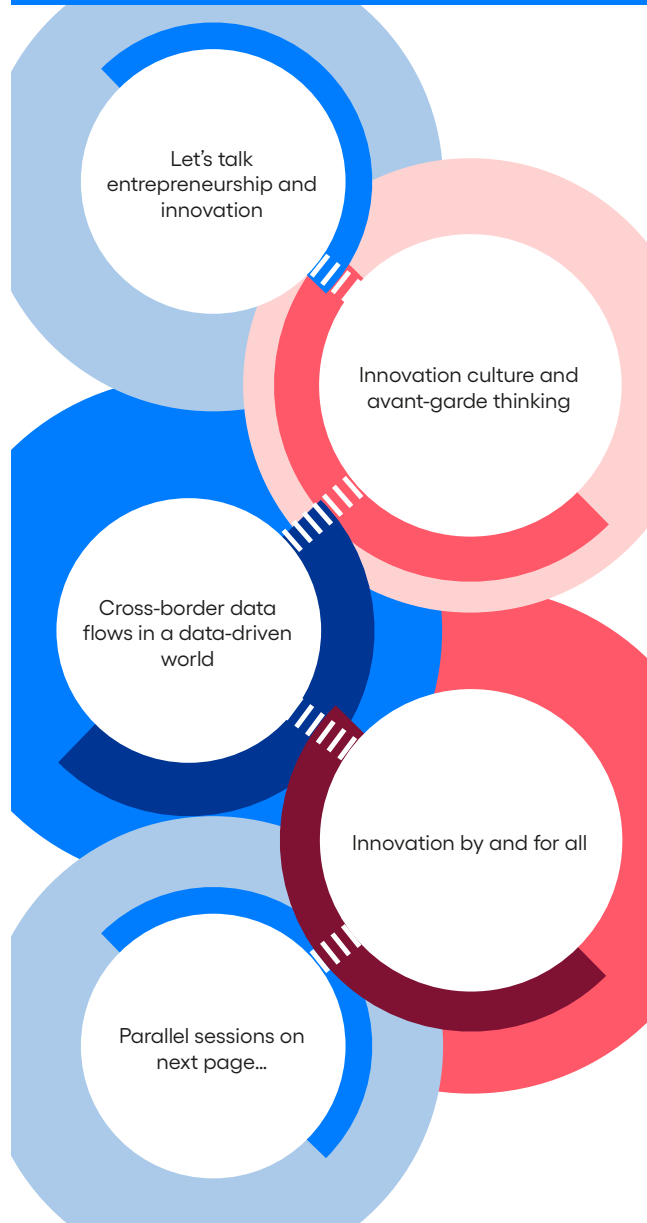 Let’s talk
entrepreneurship and
innovation
Innovation culture and
avant-garde thinking
Cross-border data
flows in a data-driven
world
Innovation by and for all
Parallel sessions on
next page...